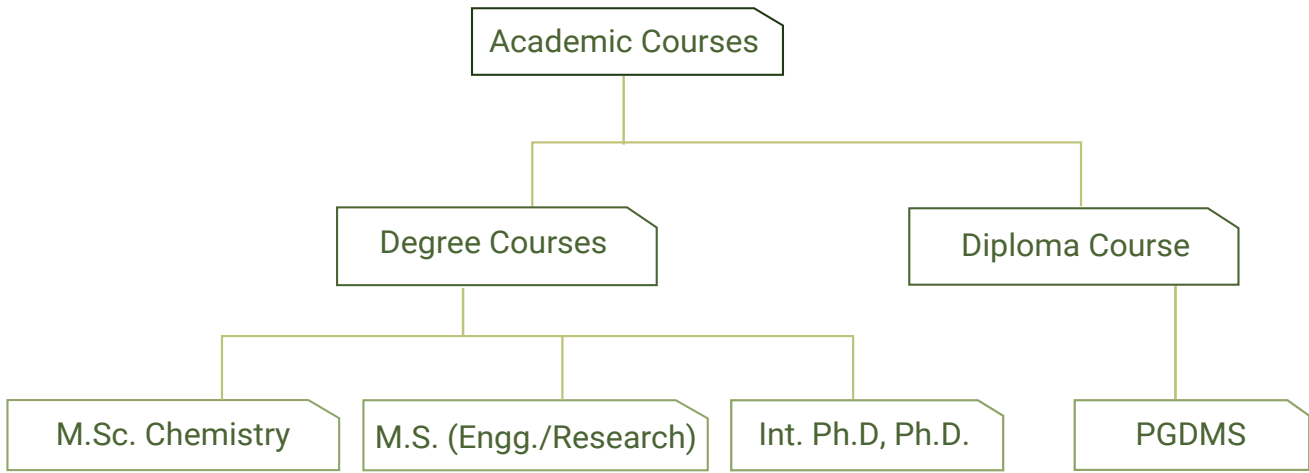 Academic Courses
Degree Courses
Diploma Course
M.Sc. Chemistry
M.S. (Engg./Research)
Int. Ph.D, Ph.D.
PGDMS